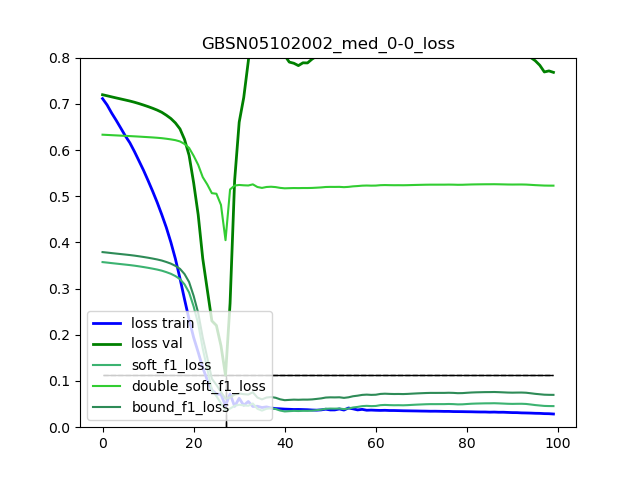 GBSN05102002_med_0-0_loss
0.8
0.7
0.6
0.5
0.4
0.3
0.2
0.1
0.0
loss train
loss val
soft_f1_loss
double_soft_f1_loss
bound_f1_loss
0 20 40 60 80 100